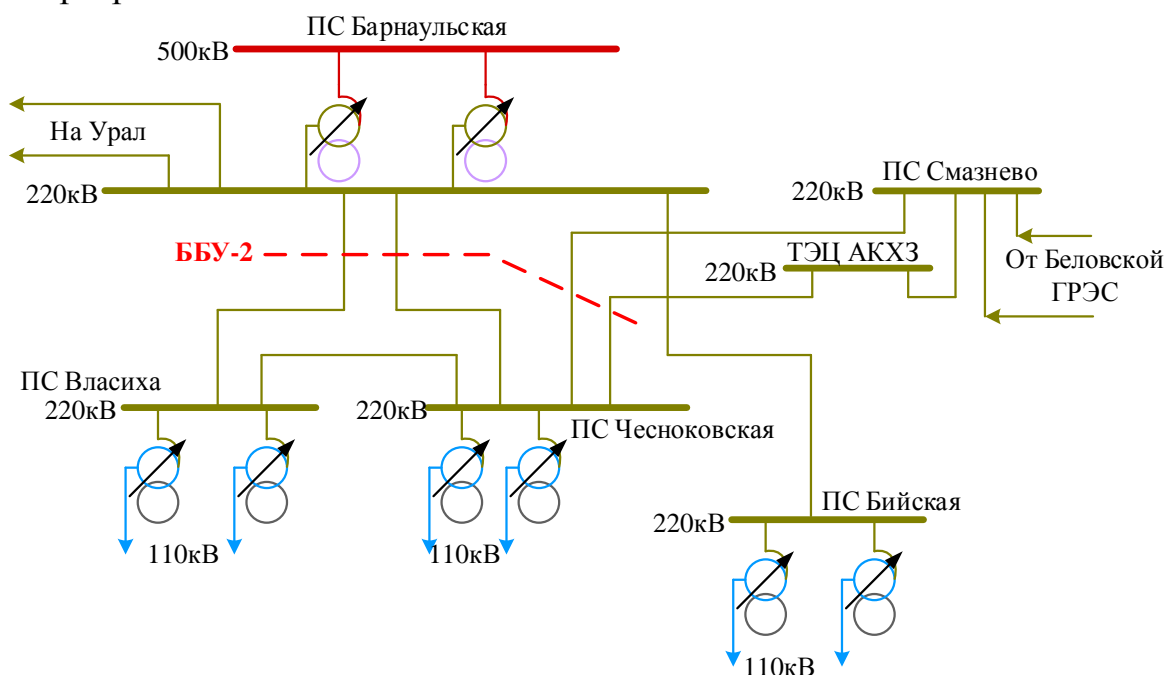 ПС Барнаульская
500кВ
На Урал
220кВ
ПС Смазнево
220кВ
ББУ-2
ТЭЦ АКХЗ
220кВ
От Беловской
ГРЭС
ПС Власиха
220кВ
220кВ
ПС Чесноковская
ПС Бийская
220кВ
110кВ
110кВ
110кВ